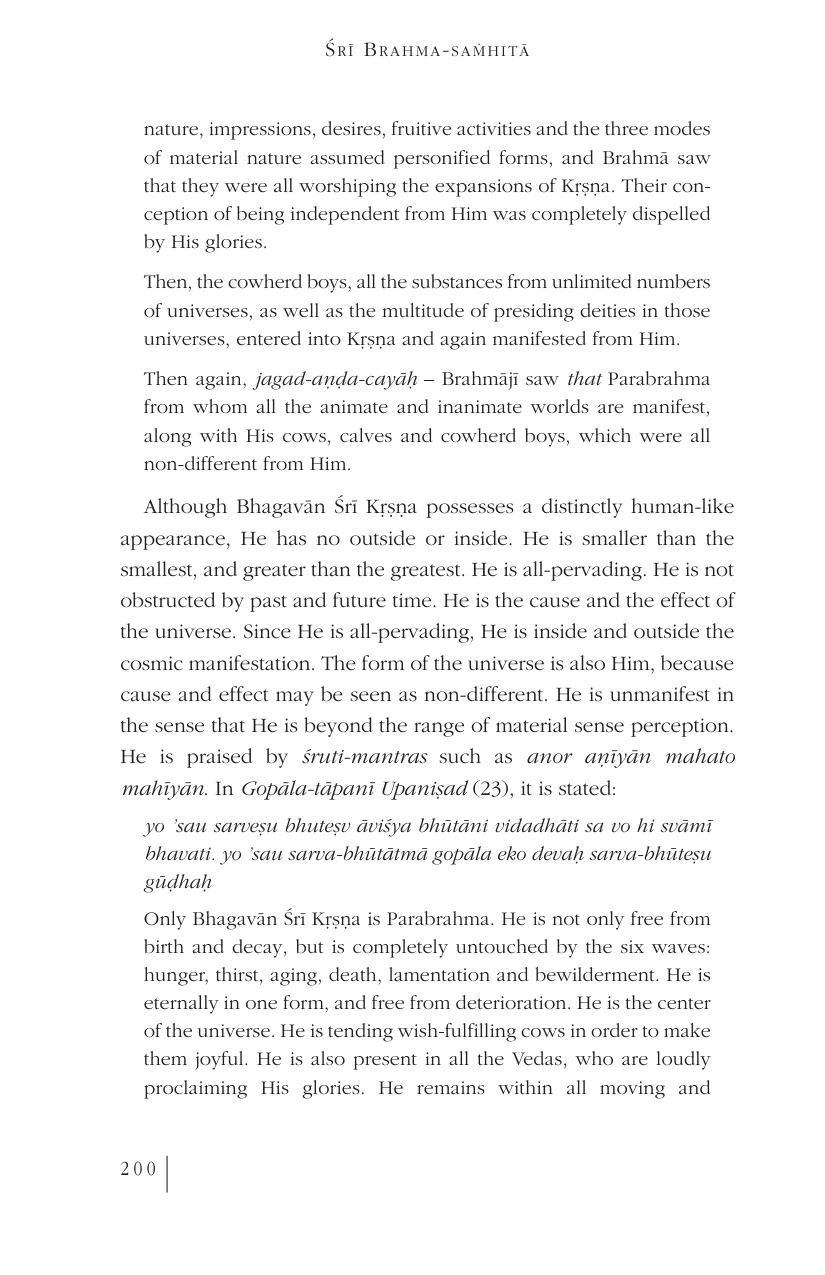 Śrī Brahma-saṁhitā
nature, impressions, desires, fruitive activities and the three modes
of material nature assumed personified forms, and Brahmā saw
that they were all worshiping the expansions of Kṛṣṇa. Their con-
ception of being independent from Him was completely dispelled
by His glories.
Then, the cowherd boys, all the substances from unlimited numbers
of universes, as well as the multitude of presiding deities in those
universes, entered into Kṛṣṇa and again manifested from Him.
Then again, jagad-aṇḍa-cayāḥ – Brahmājī saw that Parabrahma
from whom all the animate and inanimate worlds are manifest,
along with His cows, calves and cowherd boys, which were all
non-different from Him.
Although Bhagavān Śrī Kṛṣṇa possesses a distinctly human-like
appearance, He has no outside or inside. He is smaller than the
smallest, and greater than the greatest. He is all-pervading. He is not
obstructed by past and future time. He is the cause and the effect of
the universe. Since He is all-pervading, He is inside and outside the
cosmic manifestation. The form of the universe is also Him, because
cause and effect may be seen as non-different. He is unmanifest in
the sense that He is beyond the range of material sense perception.
He is praised by śruti-mantras such as anor aṇīyān mahato
mahīyān. In Gopāla-tāpanī Upaniṣad (23), it is stated:
yo ’sau sarveṣu bhuteṣv āviśya bhūtāni vidadhāti sa vo hi svāmī
bhavati. yo ’sau sarva-bhūtātmā gopāla eko devaḥ sarva-bhūteṣu
gūḍhaḥ
Only Bhagavān Śrī Kṛṣṇa is Parabrahma. He is not only free from
birth and decay, but is completely untouched by the six waves:
hunger, thirst, aging, death, lamentation and bewilderment. He is
eternally in one form, and free from deterioration. He is the center
of the universe. He is tending wish-fulfilling cows in order to make
them joyful. He is also present in all the Vedas, who are loudly
proclaiming His glories. He remains within all moving and
200